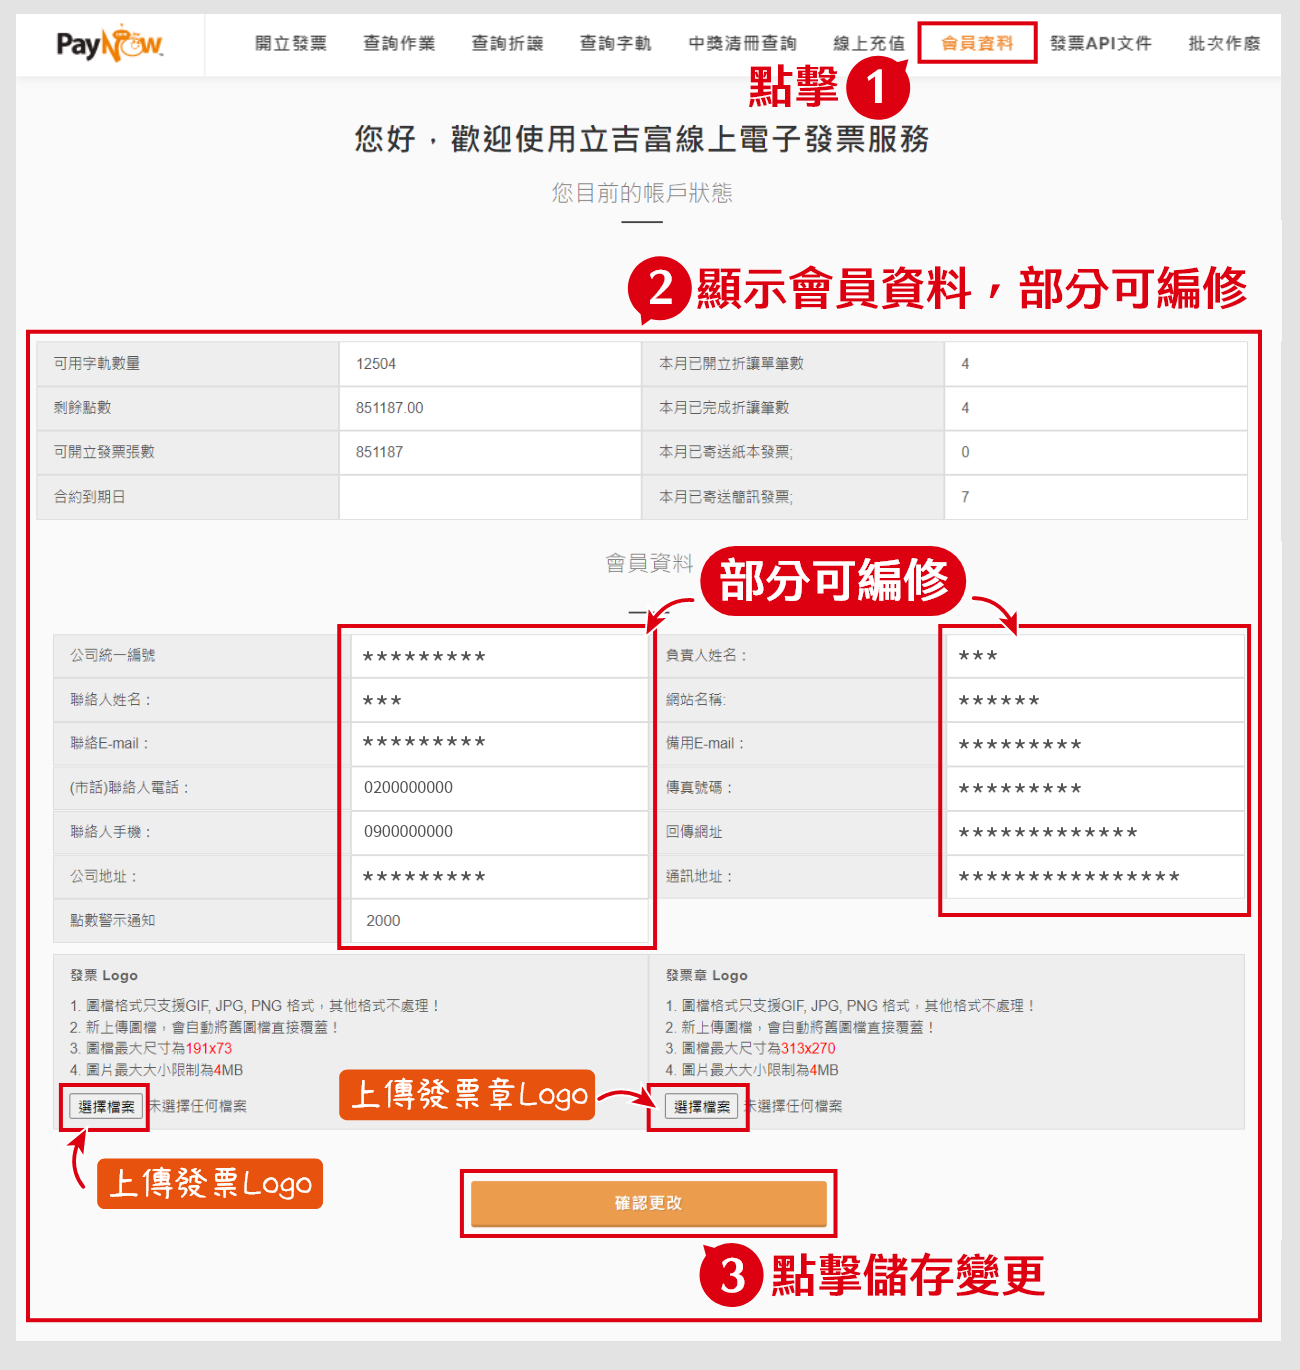 PayNow
開立發票 查詢作業 查詢折讓 查詢字軌 中獎清冊查詢 線上充值 會員資料 發票API文件 批次作廢
點擊 1
您好，歡迎使用立吉富線上電子發票服務
您目前的帳戶狀態
2 顯示會員資料，部分可編修
可用字軌數量 12504 本月已開立折讓單筆數 4
剩餘點數 851187.00 本月已完成折讓筆數 4
可開立發票張數 851187 本月已寄送紙本發票; 0
合約到期日 本月已寄送簡訊發票; 7
會員資料 部分可編修
公司統一編號 ********* 負責人姓名： ***
聯絡人姓名： *** 網站名稱: ******
聯絡E-mail： ********* 備用E-mail： *********
(市話)聯絡人電話： 0200000000 傳真號碼： *********
聯絡人手機： 0900000000 回傳網址 *************
公司地址： ********* 通訊地址： ****************
點數警示通知 2000
發票 Logo
1. 圖檔格式只支援GIF, JPG, PNG 格式，其他格式不處理！
2. 新上傳圖檔，會自動將舊圖檔直接覆蓋！
3. 圖檔最大尺寸為191x73
4. 圖片最大大小限制為4MB
選擇檔案 未選擇任何檔案
上傳發票Logo
發票章 Logo
1. 圖檔格式只支援GIF, JPG, PNG 格式，其他格式不處理！
2. 新上傳圖檔，會自動將舊圖檔直接覆蓋！
3. 圖檔最大尺寸為313x270
4. 圖片最大大小限制為4MB
上傳發票章Logo
選擇檔案 未選擇任何檔案
確認更改
3 點擊儲存變更